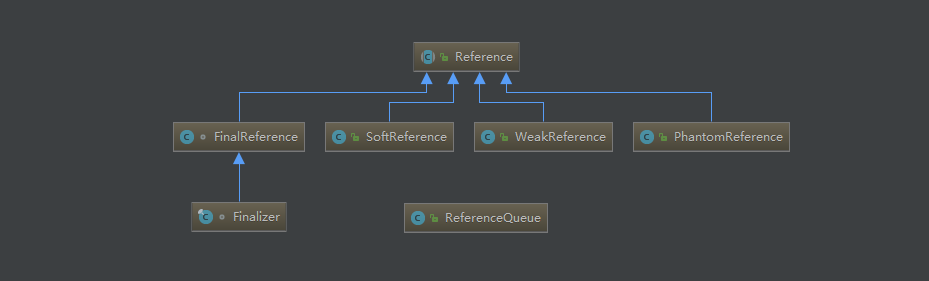 Reference
FinalReference
SoftReference
WeakReference
PhantomReference
Finalizer
ReferenceQueue